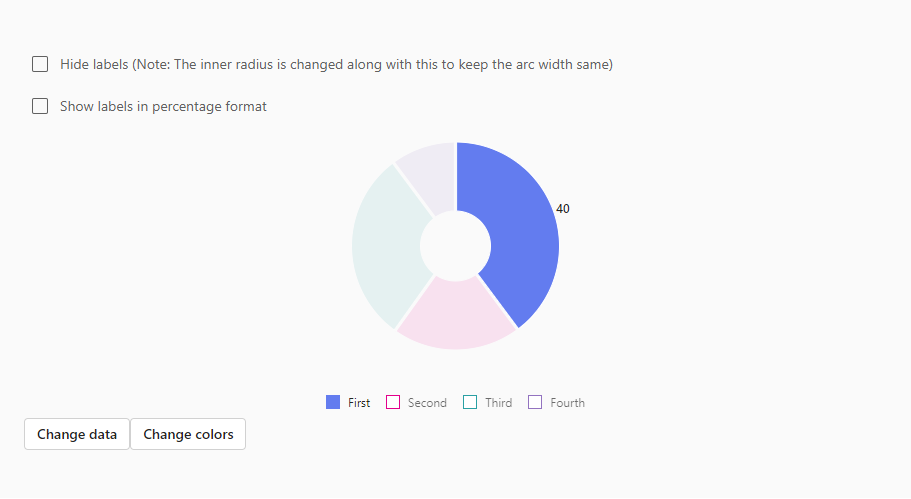 Hide labels (Note: The inner radius is changed along with this to keep the arc width same)
Show labels in percentage format
40
First Second Third Fourth
Change data Change colors